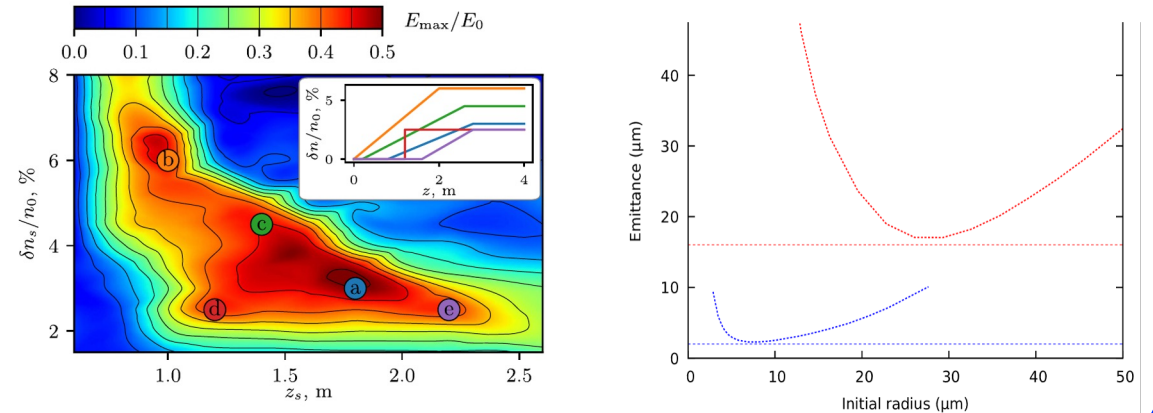 E_max/E_0
0.0 0.1 0.2 0.3 0.4 0.5
8
6
4
2
δn_s/n_0, %
1.0 1.5 2.0 2.5
z_s, m
b
c
a
d
e
δn/n_0, %
5
0
0 2 4
z, m
Emittance (μm)
40
30
20
10
0
0 10 20 30 40 50
Initial radius (μm)